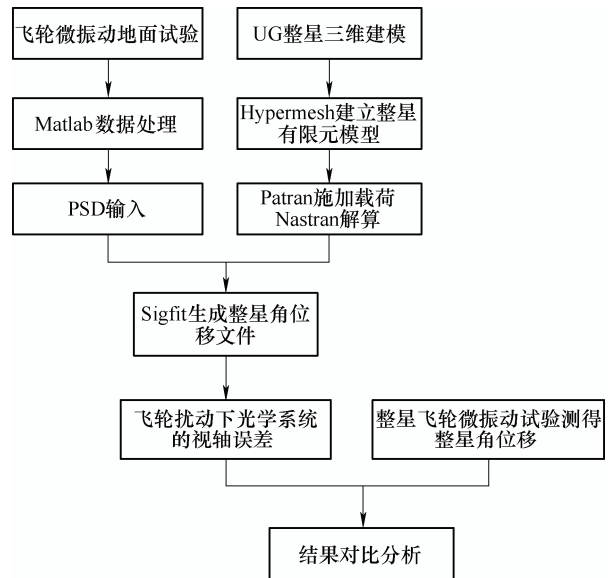 飞轮微振动地面试验
UG整星三维建模
Matlab数据处理
Hypermesh建立整星
有限元模型
PSD输入
Patran施加载荷
Nastran解算
Sigfit生成整星角位
移文件
飞轮扰动下光学系统
的视轴误差
整星飞轮微振动试验测得
整星角位移
结果对比分析